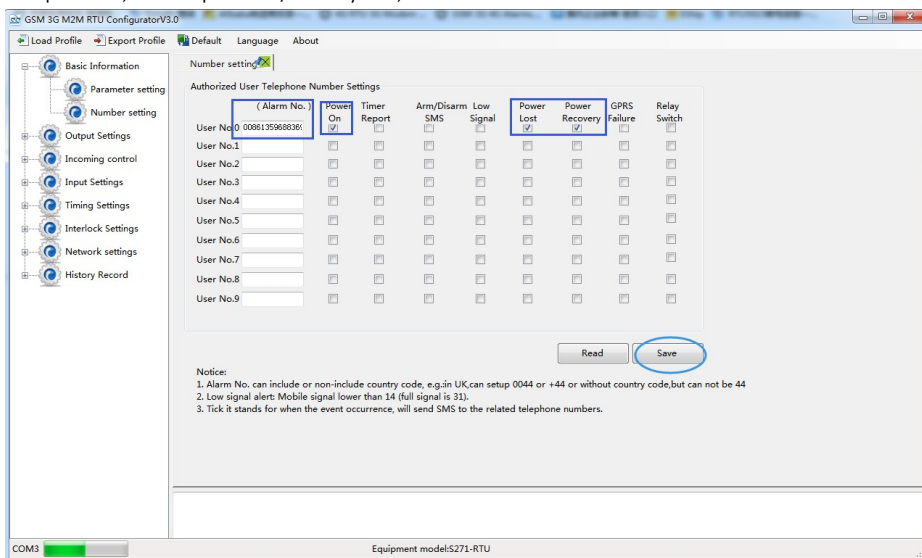 GSM 3G M2M RTU ConfiguratorV3.0
Load Profile Export Profile Default Language About
Basic Information
Parameter setting
Number setting
Output Settings
Incoming control
Input Settings
Timing Settings
Interlock Settings
Network settings
History Record
Number setting
Authorized User Telephone Number Settings
( Alarm No. ) Power On Timer Report Arm/Disarm SMS Low Signal Power Lost Power Recovery GPRS Failure Relay Switch
User No.0
User No.1
User No.2
User No.3
User No.4
User No.5
User No.6
User No.7
User No.8
User No.9
Read Save
Notice:
1. Alarm No. can include or non-include country code, e.g.:in UK,can setup 0044 or +44 or without country code,but can not be 44
2. Low signal alert: Mobile signal lower than 14 (full signal is 31).
3. Tick it stands for when the event occurrence, will send SMS to the related telephone numbers.
COM3 Equipment model:S271-RTU